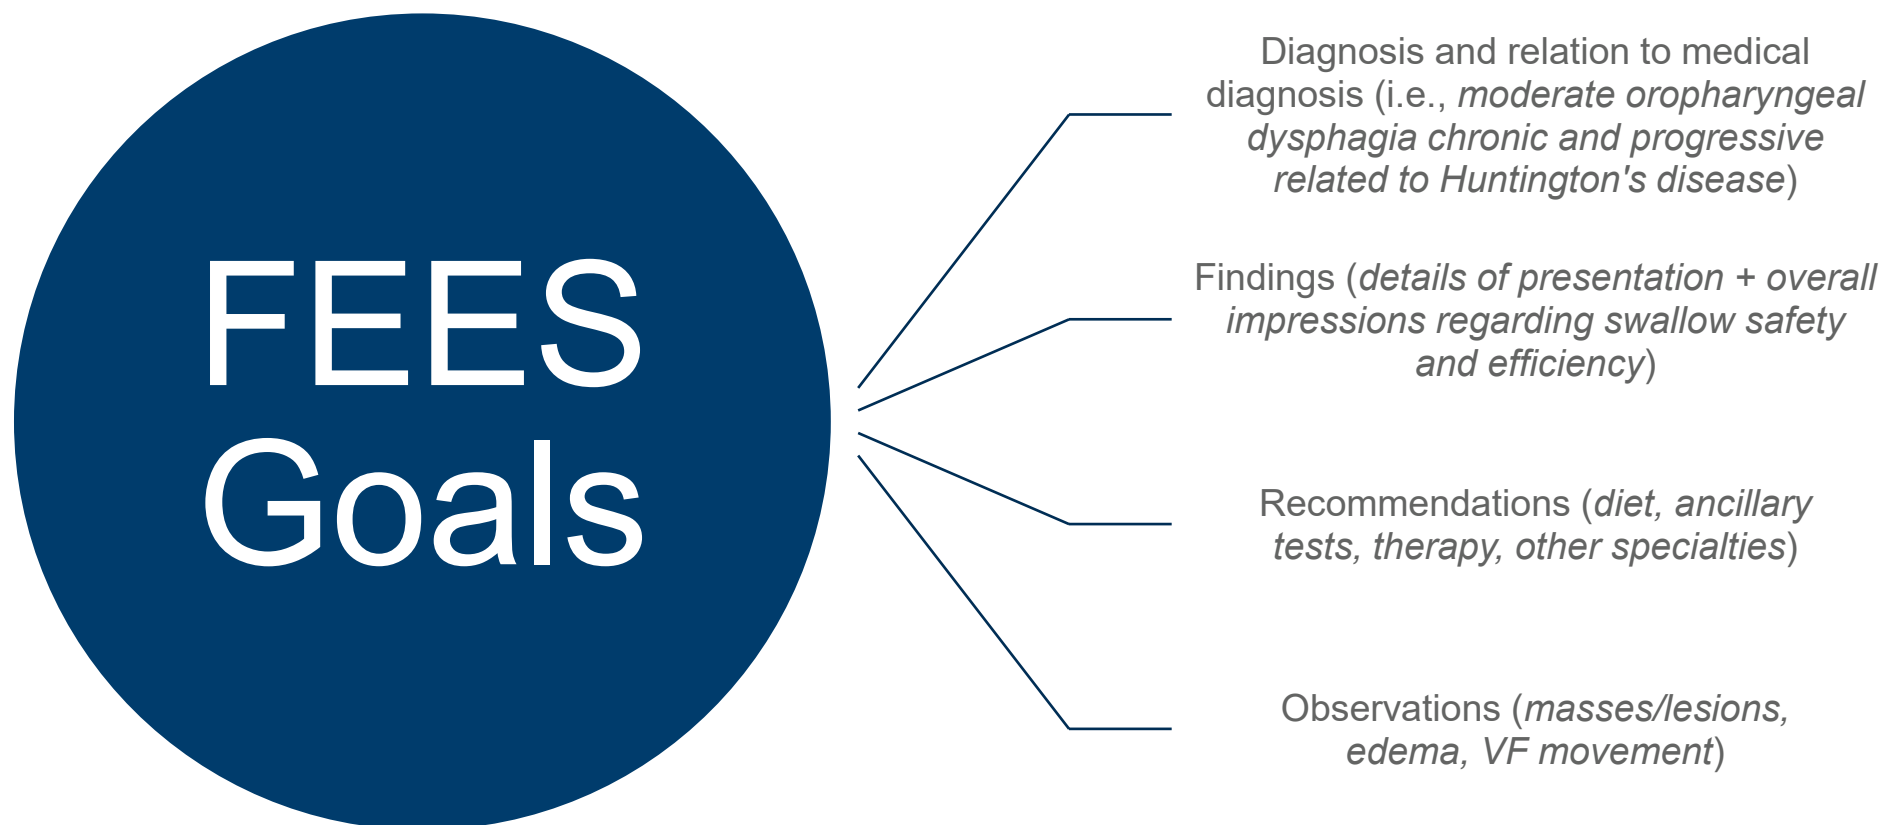 FEES
Goals
Diagnosis and relation to medical
diagnosis (i.e., moderate oropharyngeal
dysphagia chronic and progressive
related to Huntington's disease)
Findings (details of presentation + overall
impressions regarding swallow safety
and efficiency)
Recommendations (diet, ancillary
tests, therapy, other specialties)
Observations (masses/lesions,
edema, VF movement)